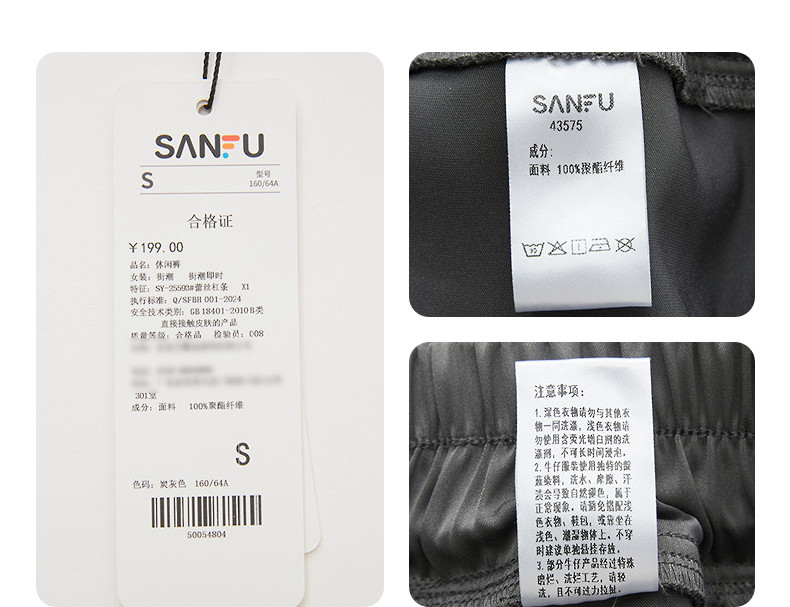 SANFU
S
型号
160/64A
合格证
￥199.00
品名：休闲裤
女装：街潮 街潮即时
特征：SY-25593#蕾丝杠条 X1
执行标准：Q/SFBH 001-2024
安全技术类别：GB 18401-2010 B类
直接接触皮肤的产品
质量等级：合格品 检验员：008
301室
成分：面料 100%聚酯纤维
S
色码：炭灰色 160/64A
50054804
SANFU
43575
成分：
面料 100%聚酯纤维
30
注意事项：
1.深色衣物请勿与其他衣
物一同洗涤，浅色衣物请
勿使用含荧光增白剂的洗
涤剂，不可长时间浸泡。
2.牛仔服装使用独特的靛
蓝染料，洗水、摩擦、汗
渍会导致自然褪色，属于
正常现象。请避免搭配浅
色衣物、鞋包，或靠坐在
浅色、潮湿物体上。不穿
时建议单独悬挂存放。
3.部分牛仔产品经过特殊
磨烂、洗烂工艺，请轻
洗，且不可过力拉扯。